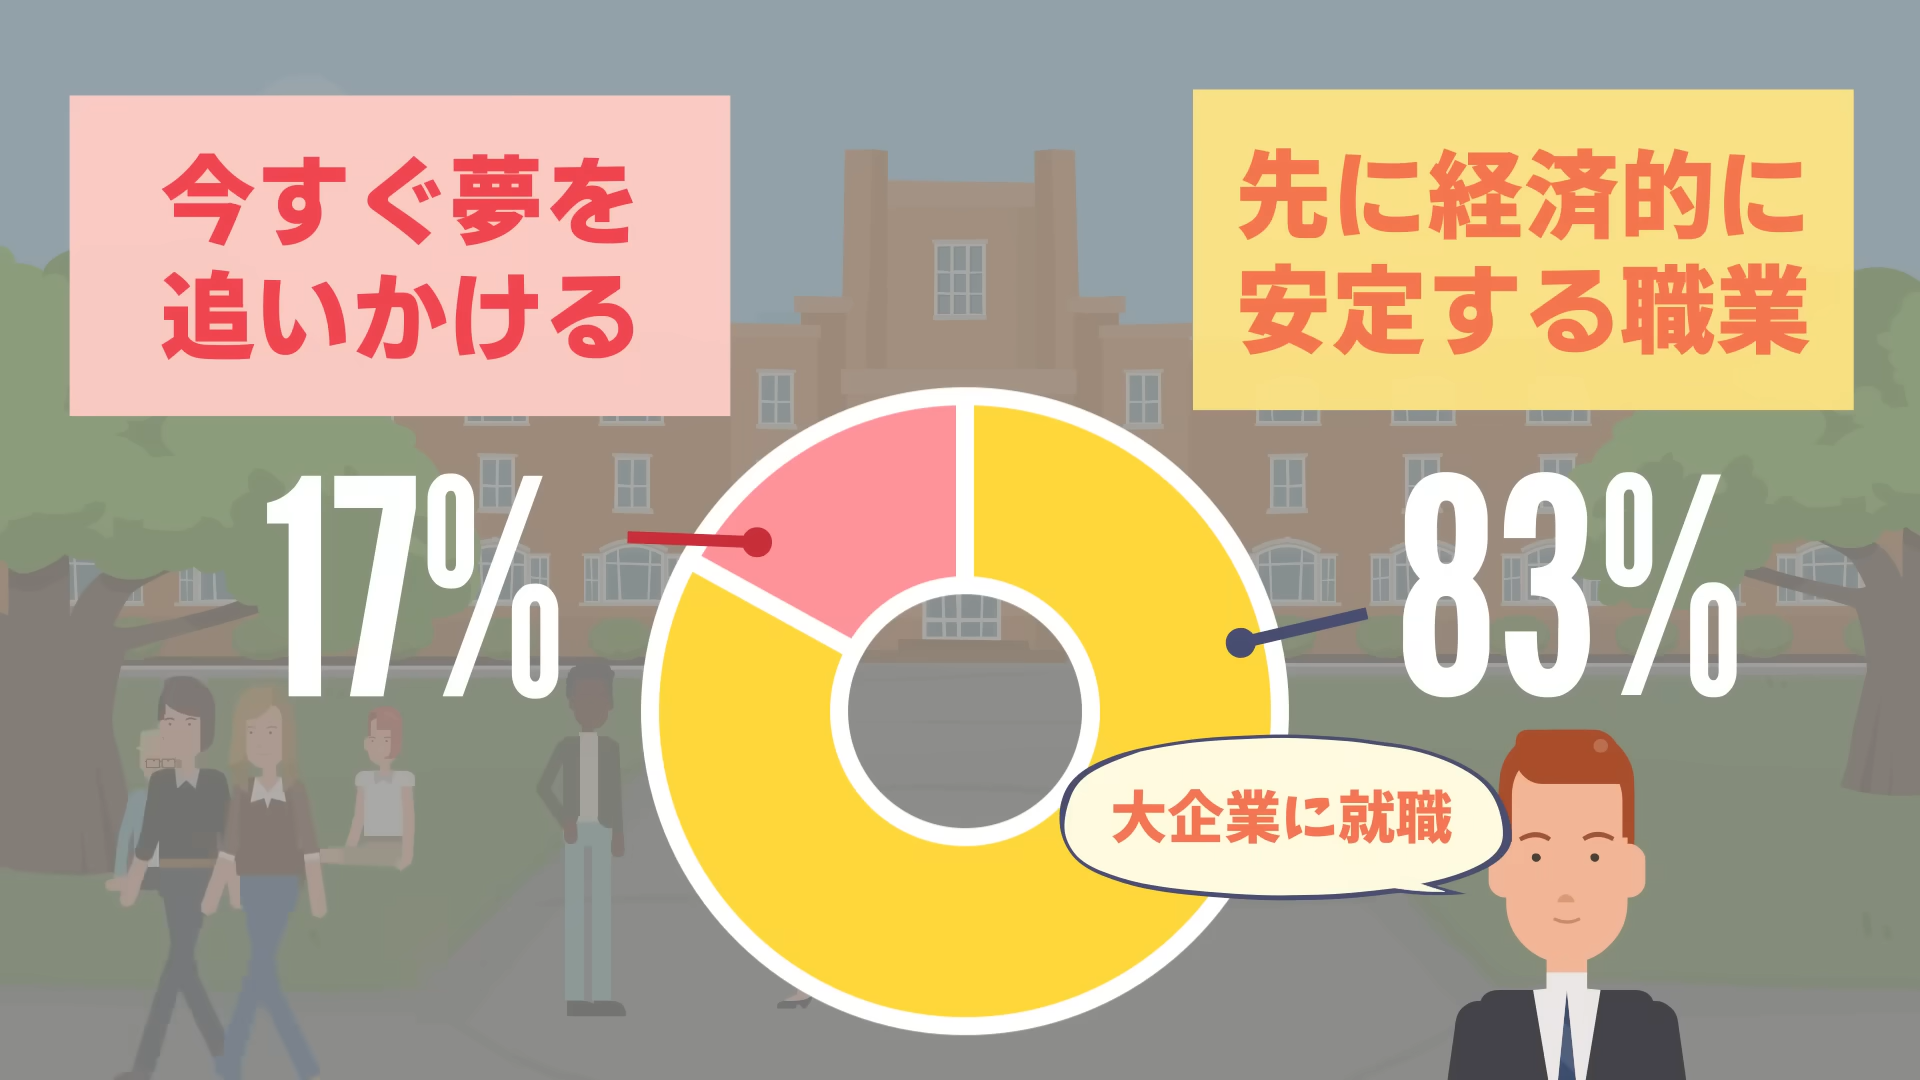 今すぐ夢を
追いかける
先に経済的に
安定する職業
17%
83%
大企業に就職